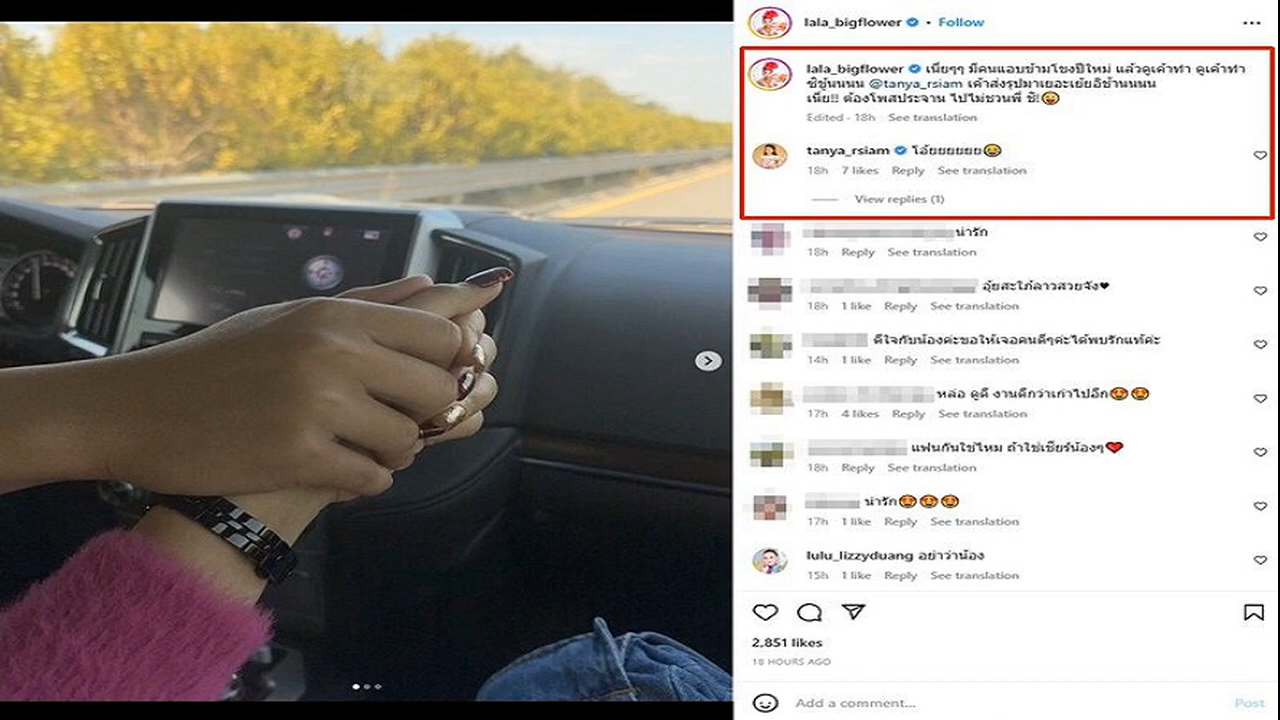 lala_bigflower • Follow
lala_bigflower เนี่ยๆๆ มีคนแอบข้ามโขงปีใหม่ แล้วดูเค้าทำ ดูเค้าทำ
ชิชู้นนนน @tanya_rsiam เค้าส่งรูปมาเยอะเย้ยอิช้านนนน
เนี่ย!! ต้องโพสประจาน ไปไม่ชวนพี่ ชิ!😜
Edited · 18h See translation
tanya_rsiam โอ้ยยยยยย😂
18h 7 likes Reply See translation
View replies (1)
น่ารัก
18h Reply See translation
อุ้ยสะใภ้ลาวสวยจัง❤
18h 1 like Reply See translation
ดีใจกับน้องค่ะขอให้เจอคนดีๆค่ะได้พบรักแท้ค่ะ
14h 1 like Reply See translation
หล่อ ดูดี งานดีกว่าเก่าไปอีก😍😍
17h 4 likes Reply See translation
แฟนกันใช่ไหม ถ้าใช่เชียร์น้องๆ❤
18h Reply See translation
น่ารัก😍😍😍
17h 1 like Reply See translation
lulu_lizzyduang อย่าว่าน้อง
15h 1 like Reply See translation
2,851 likes
18 HOURS AGO
Add a comment... Post